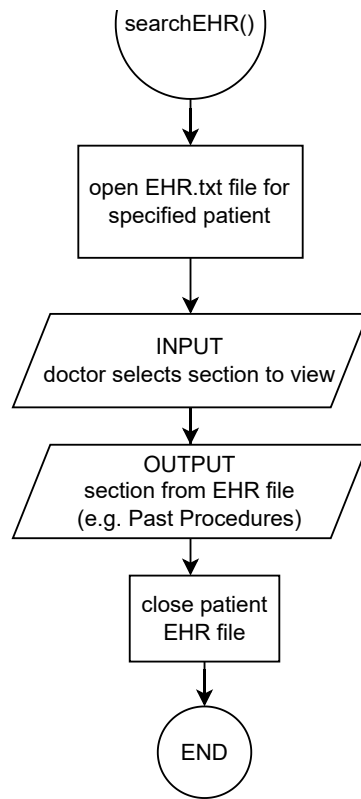 searchEHR()
open EHR.txt file for
specified patient
INPUT
doctor selects section to view
OUTPUT
section from EHR file
(e.g. Past Procedures)
close patient
EHR file
END